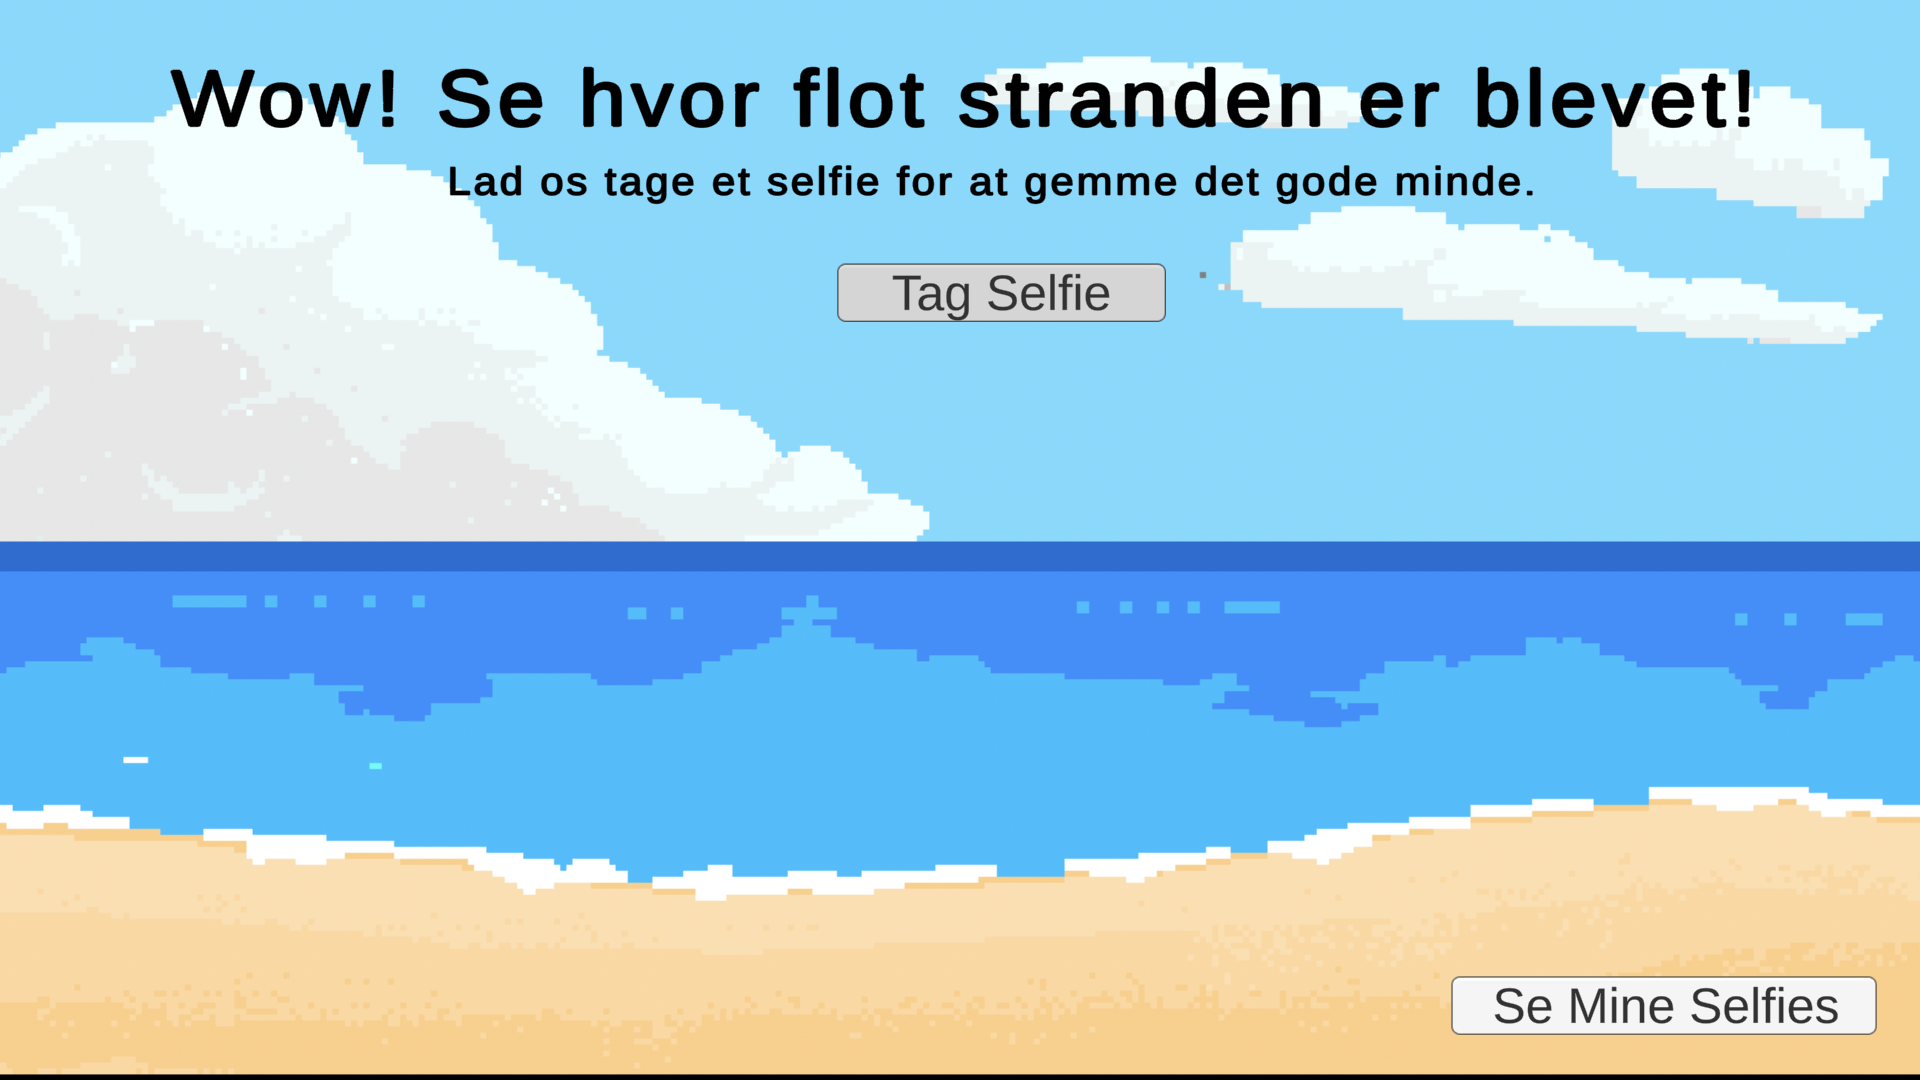 Wow! Se hvor flot stranden er blevet!
Lad os tage et selfie for at gemme det gode minde.
Tag Selfie
Se Mine Selfies